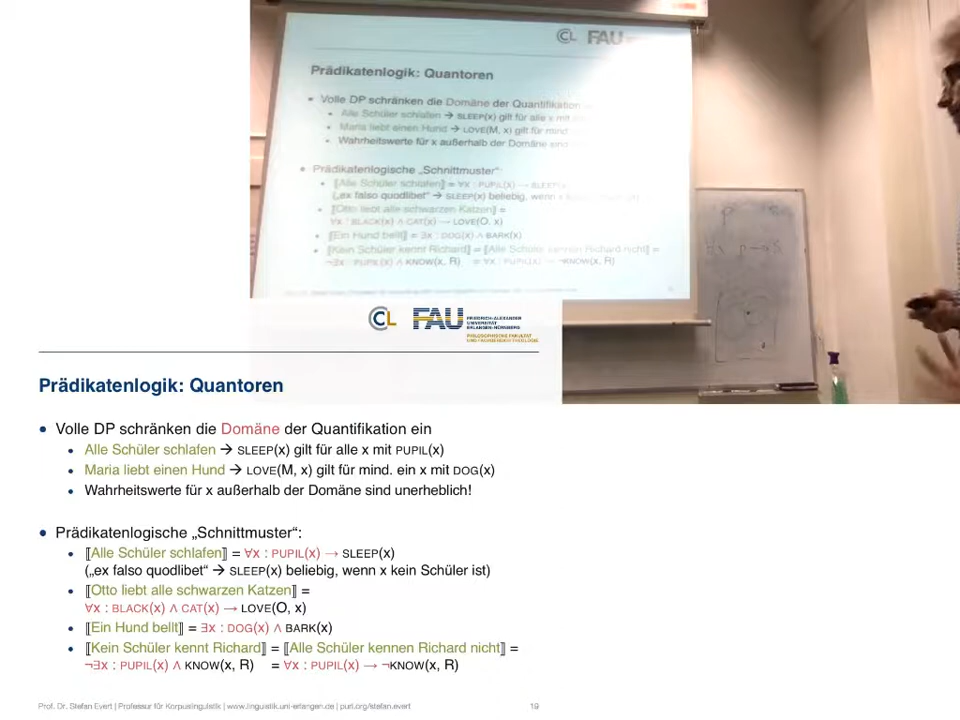 CL FAU
Prädikatenlogik: Quantoren
• Volle DP schränken die Domäne der Quantifikation
• Alle Schüler schlafen → SLEEP(x) gilt für alle x mit
• Maria liebt einen Hund → LOVE(M, x) gilt für mind
• Wahrheitswerte für x außerhalb der Domäne sind
• Prädikatenlogische „Schnittmuster“:
• ⟦Alle Schüler schlafen⟧ = ∀x : PUPIL(x) → SLEEP(x
(„ex falso quodlibet“ → SLEEP(x) beliebig, wenn x
• ⟦Otto liebt alle schwarzen Katzen⟧ =
∀x : BLACK(x) ∧ CAT(x) → LOVE(O, x)
• ⟦Ein Hund bellt⟧ = ∃x : DOG(x) ∧ BARK(x)
• ⟦Kein Schüler kennt Richard⟧ = ⟦Alle Schüler kennen Richard nicht⟧ =
¬∃x : PUPIL(x) ∧ KNOW(x, R) = ∀x : PUPIL(x) → ¬KNOW(x, R)
CL FAU FRIEDRICH-ALEXANDER
UNIVERSITÄT
ERLANGEN-NÜRNBERG
PHILOSOPHISCHE FAKULTÄT
UND FACHBEREICH THEOLOGIE
Prädikatenlogik: Quantoren
• Volle DP schränken die Domäne der Quantifikation ein
• Alle Schüler schlafen → SLEEP(x) gilt für alle x mit PUPIL(x)
• Maria liebt einen Hund → LOVE(M, x) gilt für mind. ein x mit DOG(x)
• Wahrheitswerte für x außerhalb der Domäne sind unerheblich!
• Prädikatenlogische „Schnittmuster“:
• ⟦Alle Schüler schlafen⟧ = ∀x : PUPIL(x) → SLEEP(x)
(„ex falso quodlibet“ → SLEEP(x) beliebig, wenn x kein Schüler ist)
• ⟦Otto liebt alle schwarzen Katzen⟧ =
∀x : BLACK(x) ∧ CAT(x) → LOVE(O, x)
• ⟦Ein Hund bellt⟧ = ∃x : DOG(x) ∧ BARK(x)
• ⟦Kein Schüler kennt Richard⟧ = ⟦Alle Schüler kennen Richard nicht⟧ =
¬∃x : PUPIL(x) ∧ KNOW(x, R) = ∀x : PUPIL(x) → ¬KNOW(x, R)
Prof. Dr. Stefan Evert | Professur für Korpuslinguistik | www.linguistik.uni-erlangen.de | purl.org/stefan.evert 19